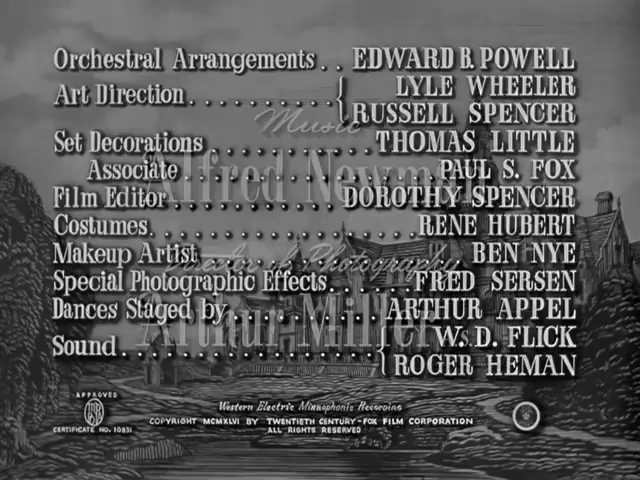 Orchestral Arrangements . . EDWARD B. POWELL
Art Direction . . . . . . . . . . { LYLE WHEELER
RUSSELL SPENCER
Music
Set Decorations . . . . . . . . . . . THOMAS LITTLE
Associate . . . . . . . . . . . . . . . . PAUL S. FOX
Alfred Newman
Film Editor . . . . . . . . . . . DOROTHY SPENCER
Costumes. . . . . . . . . . . . . . . . . . RENE HUBERT
Makeup Artist . . . . . . . . . . . . . . . . . BEN NYE
Director of Photography
Special Photographic Effects. . . . . . FRED SERSEN
Dances Staged by . . . . . . . . . . ARTHUR APPEL
Arthur Miller
Sound . . . . . . . . . . . . . . . . . { W. D. FLICK
ROGER HEMAN
APPROVED
CERTIFICATE NO. 10851
Western Electric Mirrophonic Recording
COPYRIGHT MCMXLVI BY TWENTIETH CENTURY-FOX FILM CORPORATION
ALL RIGHTS RESERVED